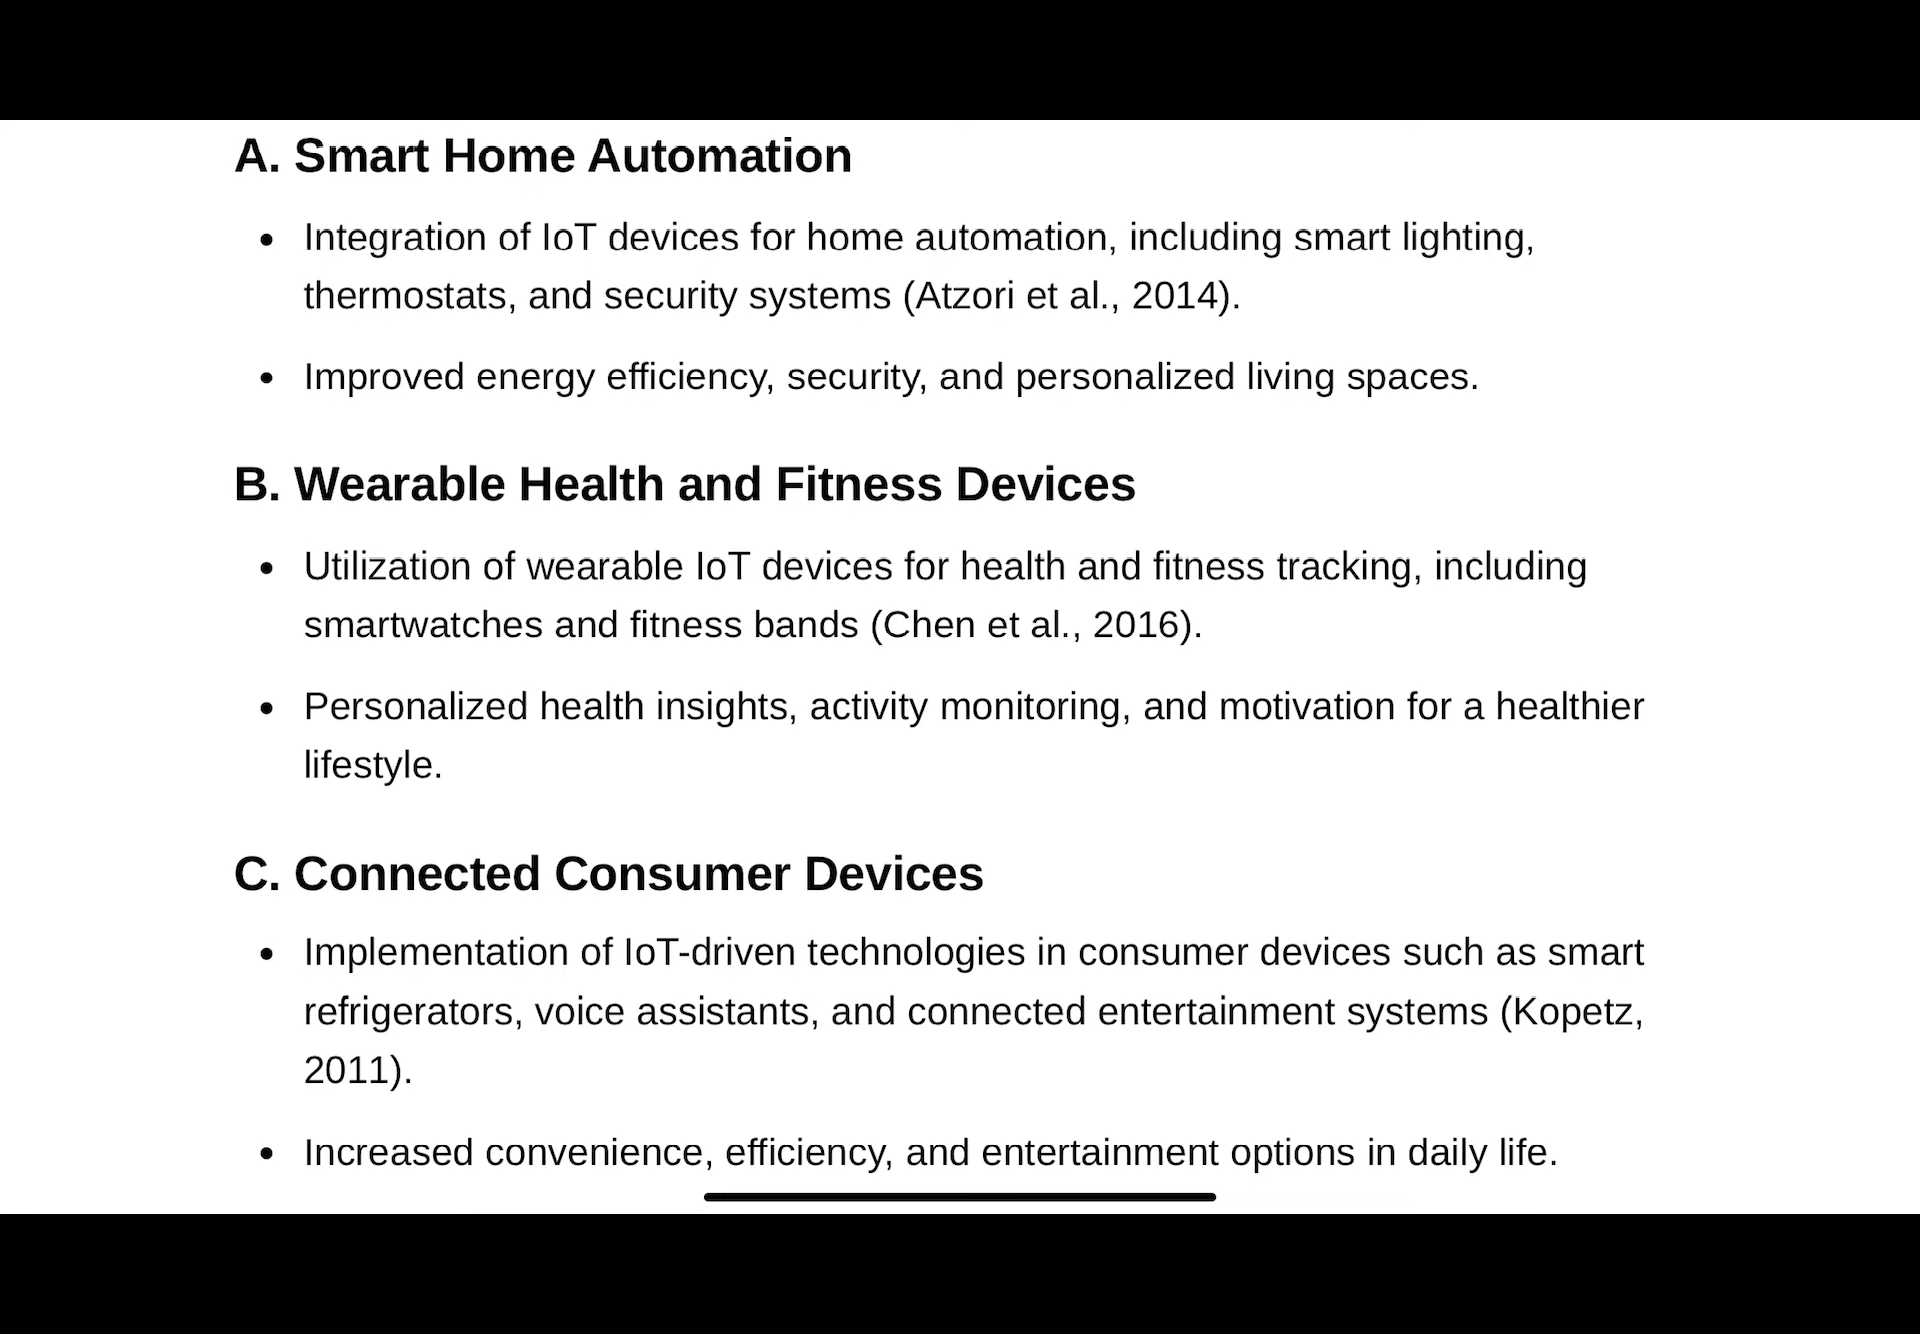 A. Smart Home Automation
• Integration of IoT devices for home automation, including smart lighting,
thermostats, and security systems (Atzori et al., 2014).
• Improved energy efficiency, security, and personalized living spaces.
B. Wearable Health and Fitness Devices
• Utilization of wearable IoT devices for health and fitness tracking, including
smartwatches and fitness bands (Chen et al., 2016).
• Personalized health insights, activity monitoring, and motivation for a healthier
lifestyle.
C. Connected Consumer Devices
• Implementation of IoT-driven technologies in consumer devices such as smart
refrigerators, voice assistants, and connected entertainment systems (Kopetz,
2011).
• Increased convenience, efficiency, and entertainment options in daily life.